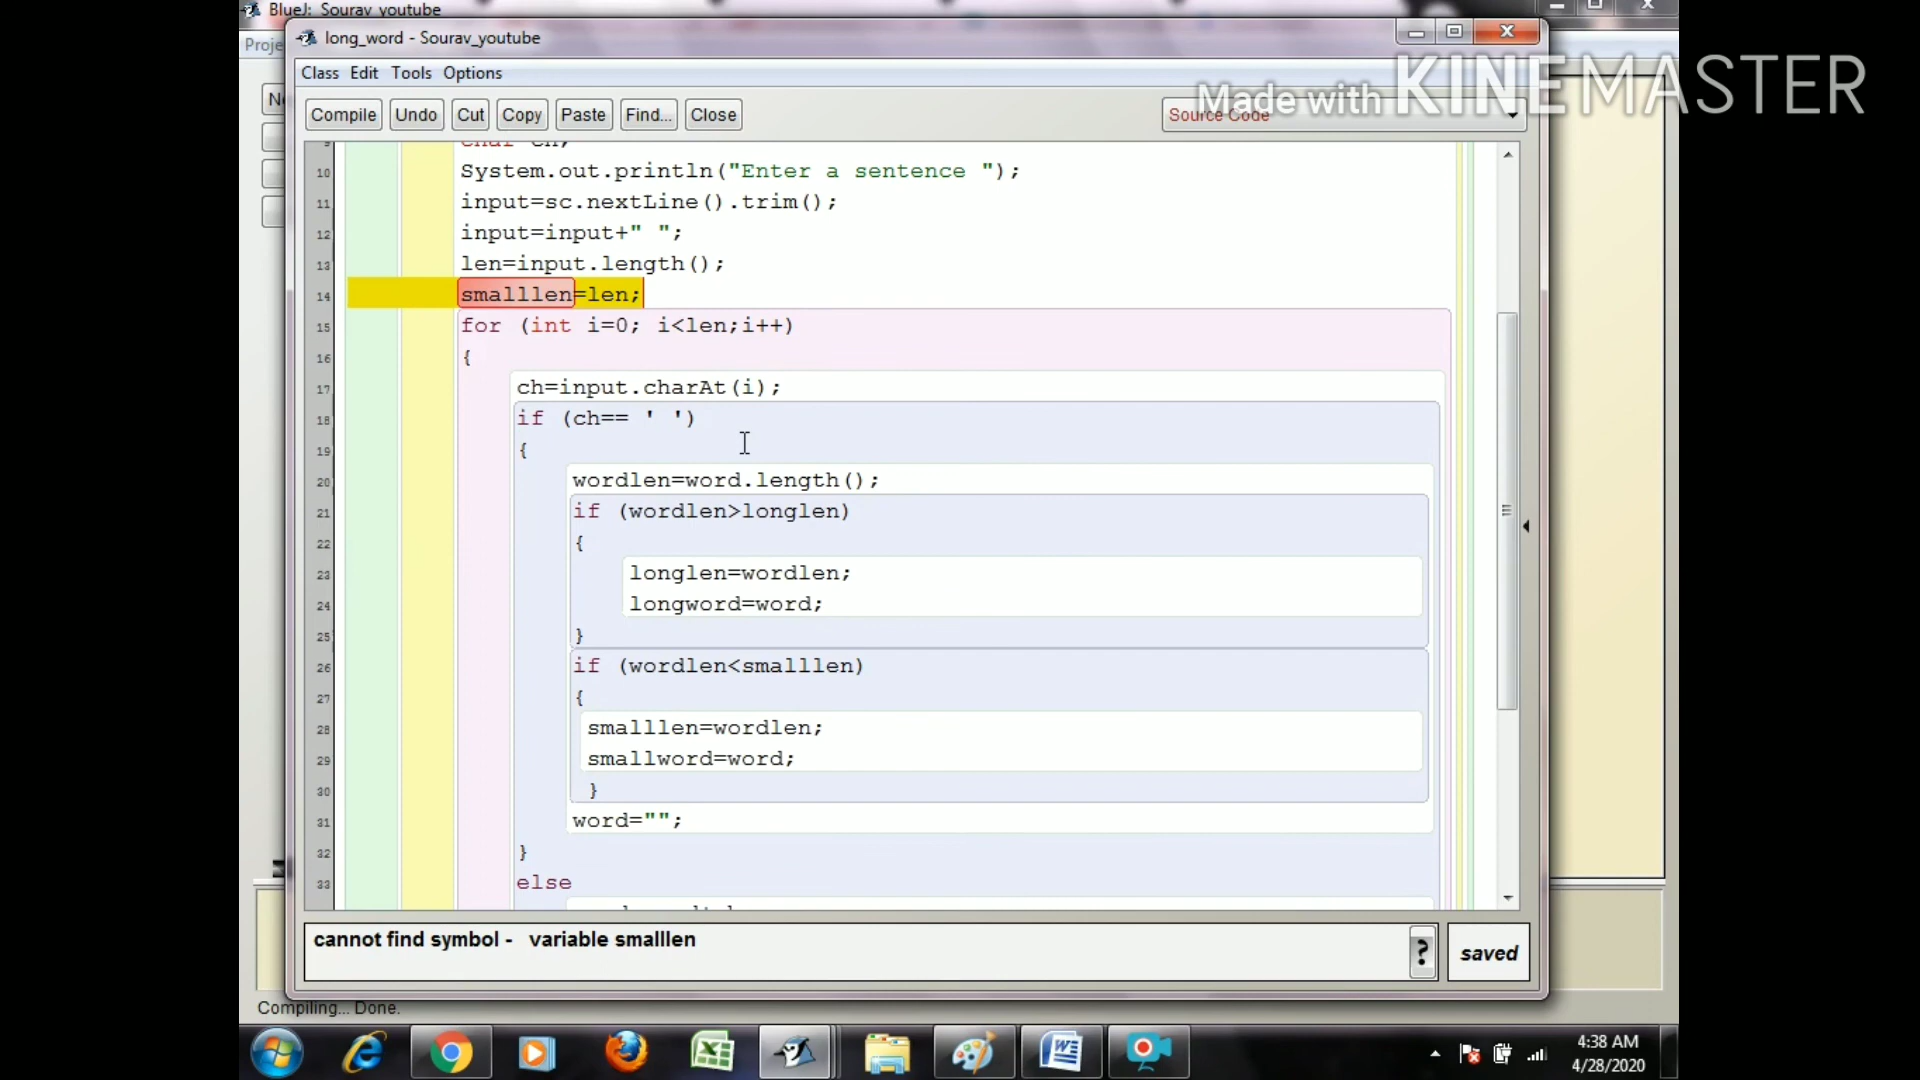 BlueJ: Sourav_youtube
Proje
long_word - Sourav_youtube
Made with KINEMASTER
Class Edit Tools Options
Compile Undo Cut Copy Paste Find... Close Source Code
9 char ch;
10 System.out.println("Enter a sentence ");
11 input=sc.nextLine().trim();
12 input=input+" ";
13 len=input.length();
14 smalllen=len;
15 for (int i=0; i<len;i++)
16 {
17 ch=input.charAt(i);
18 if (ch== ' ')
19 {
20 wordlen=word.length();
21 if (wordlen>longlen)
22 {
23 longlen=wordlen;
24 longword=word;
25 }
26 if (wordlen<smalllen)
27 {
28 smalllen=wordlen;
29 smallword=word;
30 }
31 word="";
32 }
33 else
cannot find symbol - variable smalllen
? saved
Compiling... Done.
4:38 AM
4/28/2020